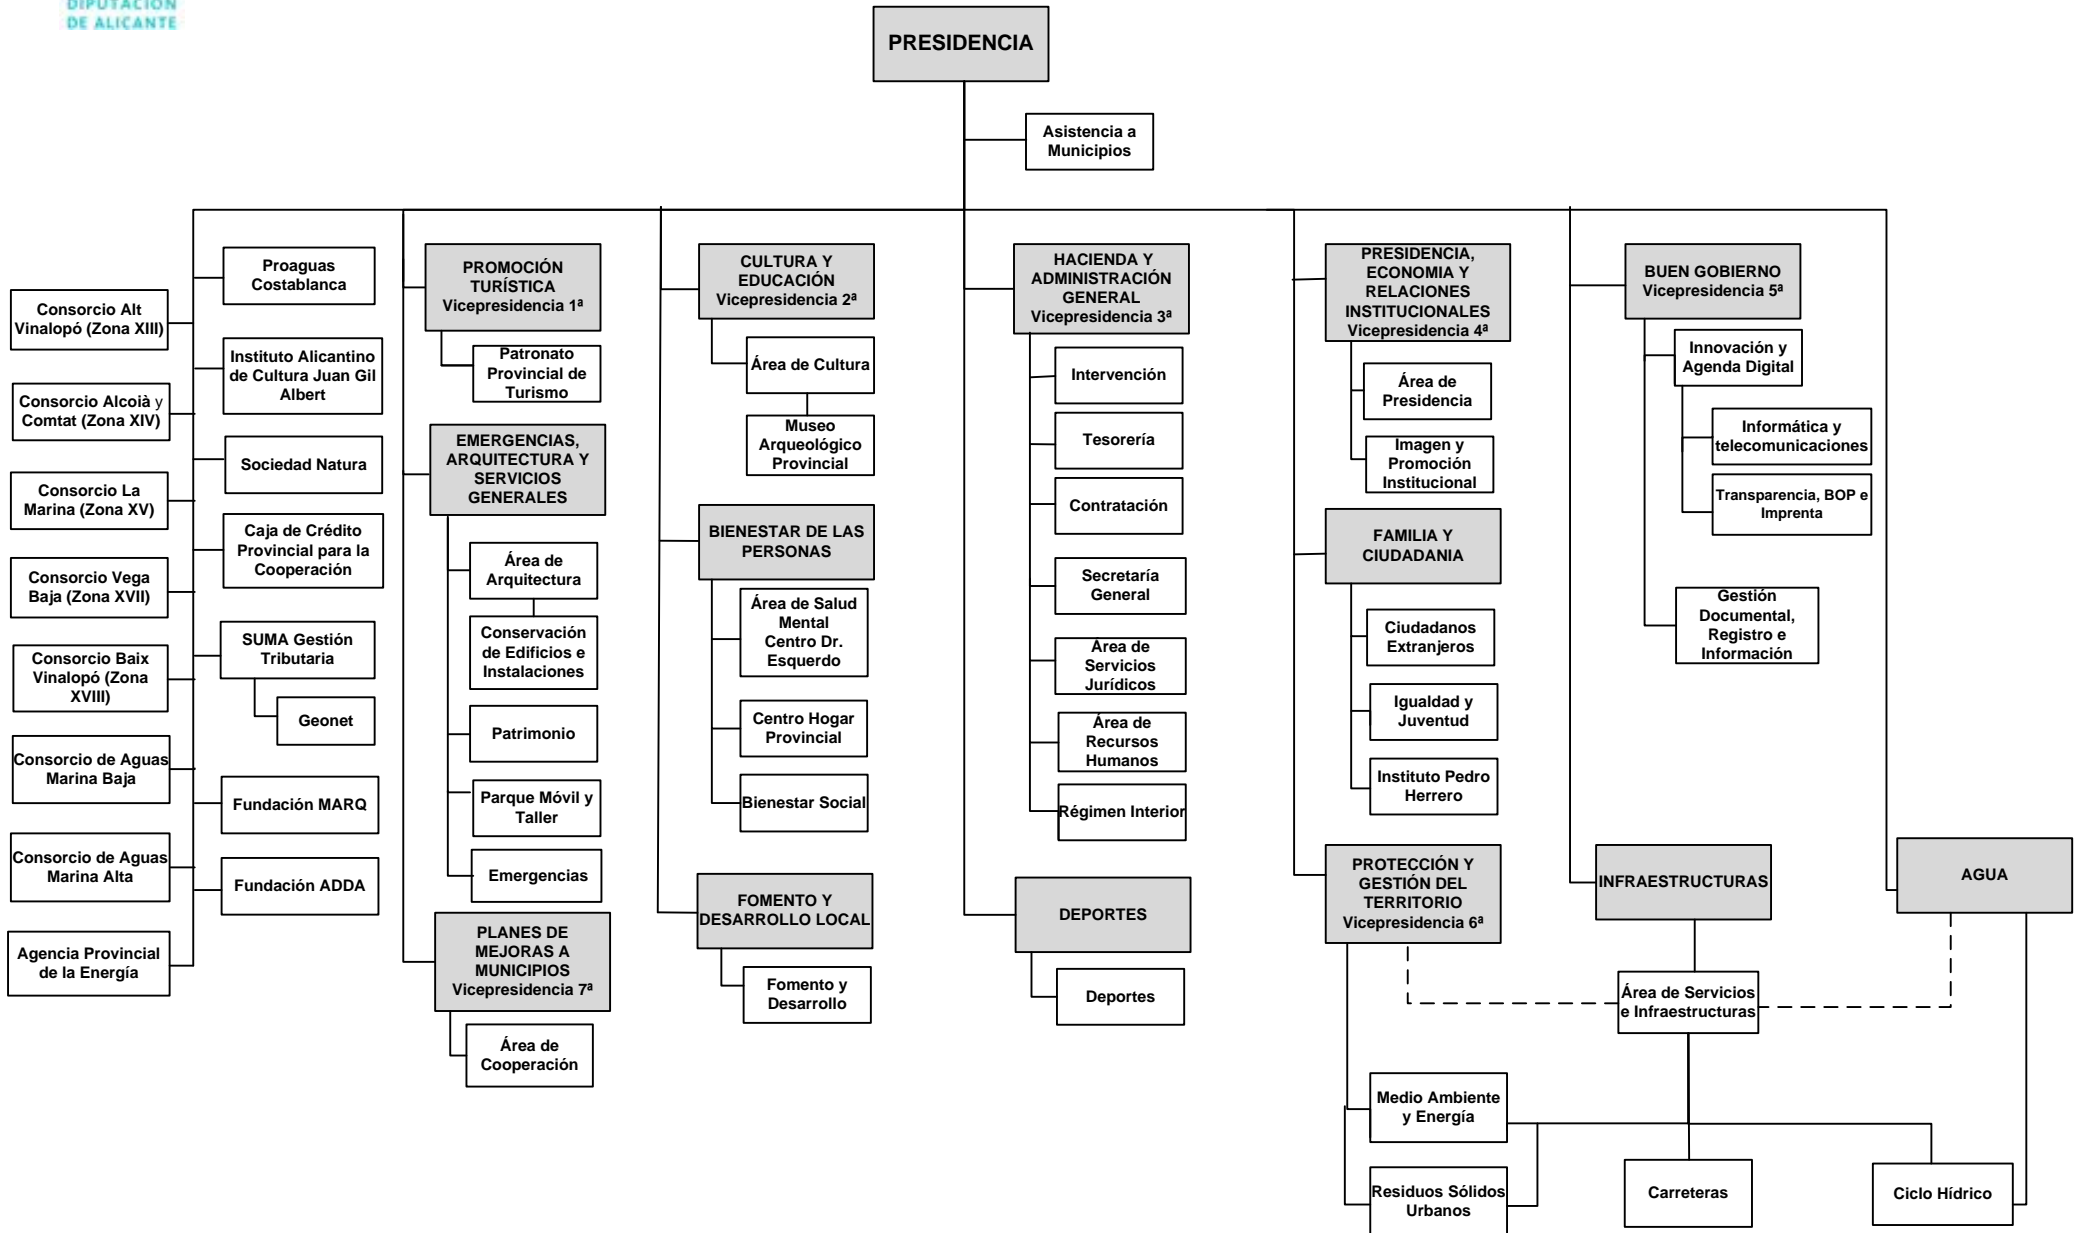 DIPUTACIÓN
DE ALICANTE
PRESIDENCIA
Asistencia a
Municipios
Consorcio Alt
Vinalopó (Zona XIII)
Consorcio Alcoià y
Comtat (Zona XIV)
Consorcio La
Marina (Zona XV)
Consorcio Vega
Baja (Zona XVII)
Consorcio Baix
Vinalopó (Zona
XVIII)
Consorcio de Aguas
Marina Baja
Consorcio de Aguas
Marina Alta
Agencia Provincial
de la Energía
Proaguas
Costablanca
Instituto Alicantino
de Cultura Juan Gil
Albert
Sociedad Natura
Caja de Crédito
Provincial para la
Cooperación
SUMA Gestión
Tributaria
Geonet
Fundación MARQ
Fundación ADDA
PROMOCIÓN
TURÍSTICA
Vicepresidencia 1ª
Patronato
Provincial de
Turismo
EMERGENCIAS,
ARQUITECTURA Y
SERVICIOS
GENERALES
Área de
Arquitectura
Conservación
de Edificios e
Instalaciones
Patrimonio
Parque Móvil y
Taller
Emergencias
PLANES DE
MEJORAS A
MUNICIPIOS
Vicepresidencia 7ª
Área de
Cooperación
CULTURA Y
EDUCACIÓN
Vicepresidencia 2ª
Área de Cultura
Museo
Arqueológico
Provincial
BIENESTAR DE LAS
PERSONAS
Área de Salud
Mental
Centro Dr.
Esquerdo
Centro Hogar
Provincial
Bienestar Social
FOMENTO Y
DESARROLLO LOCAL
Fomento y
Desarrollo
HACIENDA Y
ADMINISTRACIÓN
GENERAL
Vicepresidencia 3ª
Intervención
Tesorería
Contratación
Secretaría
General
Área de
Servicios
Jurídicos
Área de
Recursos
Humanos
Régimen Interior
DEPORTES
Deportes
PRESIDENCIA,
ECONOMIA Y
RELACIONES
INSTITUCIONALES
Vicepresidencia 4ª
Área de
Presidencia
Imagen y
Promoción
Institucional
FAMILIA Y
CIUDADANIA
Ciudadanos
Extranjeros
Igualdad y
Juventud
Instituto Pedro
Herrero
PROTECCIÓN Y
GESTIÓN DEL
TERRITORIO
Vicepresidencia 6ª
Medio Ambiente
y Energía
Residuos Sólidos
Urbanos
BUEN GOBIERNO
Vicepresidencia 5ª
Innovación y
Agenda Digital
Informática y
telecomunicaciones
Transparencia, BOP e
Imprenta
Gestión
Documental,
Registro e
Información
INFRAESTRUCTURAS
Área de Servicios
e Infraestructuras
Carreteras
AGUA
Ciclo Hídrico